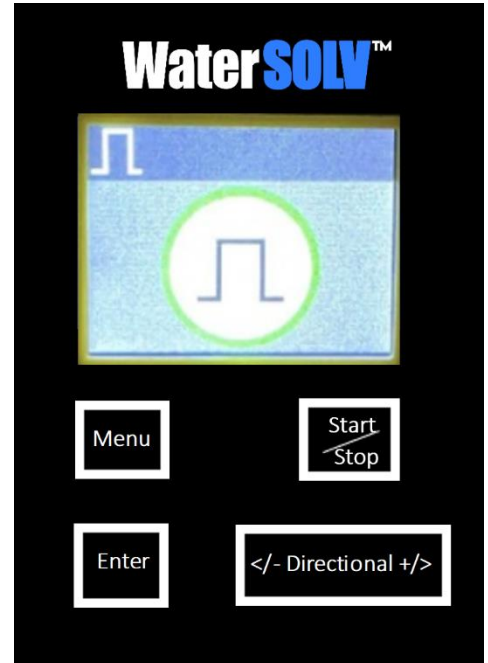 WaterSOLV™
Menu
Start
Stop
Enter
</- Directional +/>